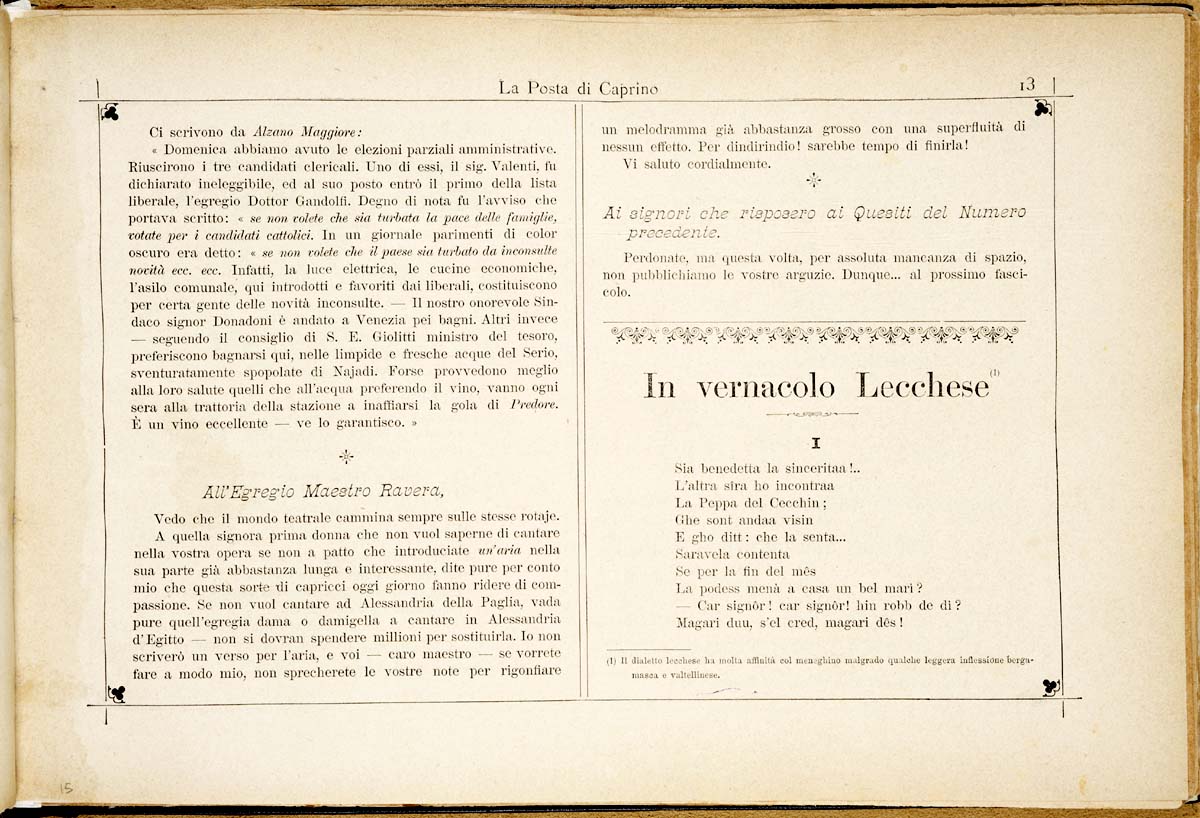 La Posta di Caprino
13
Ci scrivono da Alzano Maggiore:
« Domenica abbiamo avuto le elezioni parziali amministrative.
Riuscirono i tre candidati clericali. Uno di essi, il sig. Valenti, fu
dichiarato ineleggibile, ed al suo posto entrò il primo della lista
liberale, l'egregio Dottor Gandolfi. Degno di nota fu l'avviso che
portava scritto: « se non volete che sia turbata la pace delle famiglie,
votate per i candidati cattolici. In un giornale parimenti di color
oscuro era detto: « se non volete che il paese sia turbato da inconsulte
novità ecc. ecc. Infatti, la luce elettrica, le cucine economiche,
l'asilo comunale, qui introdotti e favoriti dai liberali, costituiscono
per certa gente delle novità inconsulte. — Il nostro onorevole Sin-
daco signor Donadoni è andato a Venezia pei bagni. Altri invece
— seguendo il consiglio di S. E. Giolitti ministro del tesoro,
preferiscono bagnarsi qui, nelle limpide e fresche acque del Serio,
sventuratamente spopolate di Najadi. Forse provvedono meglio
alla loro salute quelli che all'acqua preferendo il vino, vanno ogni
sera alla trattoria della stazione a inaffiarsi la gola di Predore.
È un vino eccellente — ve lo garantisco. »
All'Egregio Maestro Ravera,
Vedo che il mondo teatrale cammina sempre sulle stesse rotaje.
A quella signora prima donna che non vuol saperne di cantare
nella vostra opera se non a patto che introduciate un'aria nella
sua parte già abbastanza lunga e interessante, dite pure per conto
mio che questa sorte di capricci oggi giorno fanno ridere di com-
passione. Se non vuol cantare ad Alessandria della Paglia, vada
pure quell'egregia dama o damigella a cantare in Alessandria
d'Egitto — non si dovran spendere millioni per sostituirla. Io non
scriverò un verso per l'aria, e voi — caro maestro — se vorrete
fare a modo mio, non sprecherete le vostre note per rigonfiare
un melodramma già abbastanza grosso con una superfluità di
nessun effetto. Per dindirindio! sarebbe tempo di finirla!
Vi saluto cordialmente.
Ai signori che risposero ai Quesiti del Numero
precedente.
Perdonate, ma questa volta, per assoluta mancanza di spazio,
non pubblichiamo le vostre arguzie. Dunque... al prossimo fasci-
colo.
In vernacolo Lecchese (1)
I
Sia benedetta la sinceritaa!..
L'altra sîra ho incontraa
La Peppa del Cecchin;
Ghe sont andaa visin
E gho ditt: che la senta...
Saravela contenta
Se per la fin del mês
La podess menà a casa un bel marì?
— Car signôr! car signôr! hin robb de dì?
Magari duu, s'el cred, magari dês!
(1) Il dialetto lecchese ha molta affinità col meneghino malgrado qualche leggera inflessione berga-
masca e valtellinese.
15